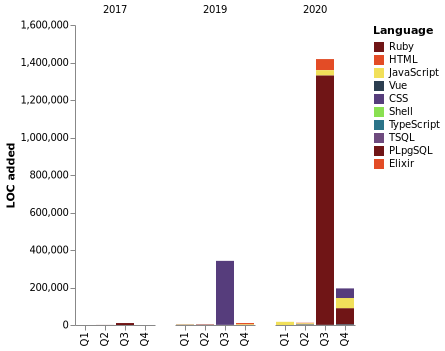 2017 2019 2020
Language
Ruby
HTML
JavaScript
Vue
CSS
Shell
TypeScript
TSQL
PLpgSQL
Elixir
LOC added
1,600,000
1,400,000
1,200,000
1,000,000
800,000
600,000
400,000
200,000
0
Q1 Q2 Q3 Q4 Q1 Q2 Q3 Q4 Q1 Q2 Q3 Q4